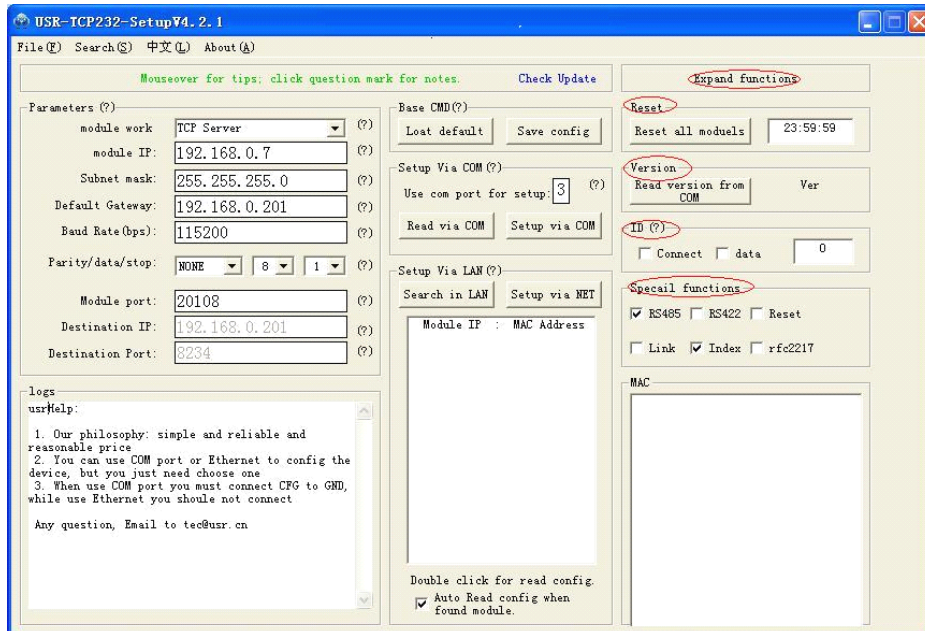 USR-TCP232-SetupV4.2.1
File(F) Search(S) 中文(L) About(A)
Mouseover for tips; click question mark for notes. Check Update
Expand functions
Parameters (?)
module work TCP Server (?)
module IP: 192.168.0.7 (?)
Subnet mask: 255.255.255.0 (?)
Default Gateway: 192.168.0.201 (?)
Baud Rate(bps): 115200 (?)
Parity/data/stop: NONE 8 1 (?)
Module port: 20108 (?)
Destination IP: 192.168.0.201 (?)
Destination Port: 8234 (?)
logs
usrHelp:
1. Our philosophy: simple and reliable and
reasonable price
2. You can use COM port or Ethernet to config the
device, but you just need choose one
3. When use COM port you must connect CFG to GND,
while use Ethernet you shoule not connect
Any question, Email to tec@usr.cn
Base CMD(?)
Loat default Save config
Setup Via COM(?)
Use com port for setup: 3 (?)
Read via COM Setup via COM
Setup Via LAN(?)
Search in LAN Setup via NET
Module IP : MAC Address
Double click for read config.
Auto Read config when
found module.
Reset
Reset all moduels 23:59:59
Version
Read version from
COM
Ver
ID(?)
Connect data 0
Specail functions
RS485 RS422 Reset
Link Index rfc2217
MAC